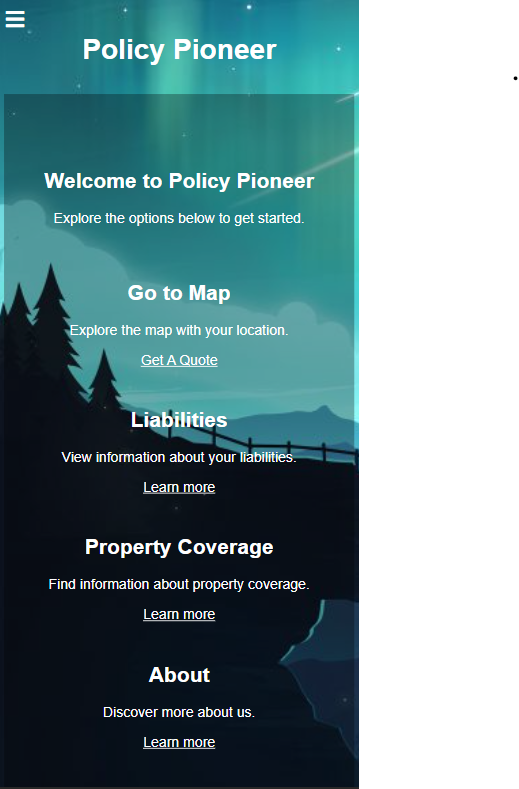 Policy Pioneer
Welcome to Policy Pioneer
Explore the options below to get started.
Go to Map
Explore the map with your location.
Get A Quote
Liabilities
View information about your liabilities.
Learn more
Property Coverage
Find information about property coverage.
Learn more
About
Discover more about us.
Learn more